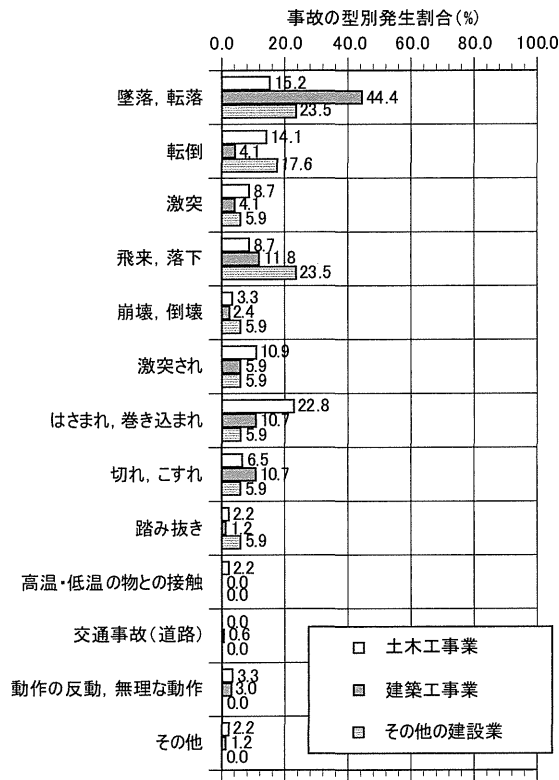 事故の型別発生割合(%)
0.0 20.0 40.0 60.0 80.0 100.0
墜落, 転落
15.2
44.4
23.5
転倒
14.1
4.1
17.6
激突
8.7
4.1
5.9
飛来, 落下
8.7
11.8
23.5
崩壊, 倒壊
3.3
2.4
5.9
激突され
10.9
5.9
5.9
はさまれ, 巻き込まれ
22.8
10.7
5.9
切れ, こすれ
6.5
10.7
5.9
踏み抜き
2.2
1.2
5.9
高温・低温の物との接触
2.2
0.0
0.0
交通事故(道路)
0.0
0.6
0.0
動作の反動, 無理な動作
3.3
3.0
0.0
その他
2.2
1.2
0.0
土木工事業
建築工事業
その他の建設業